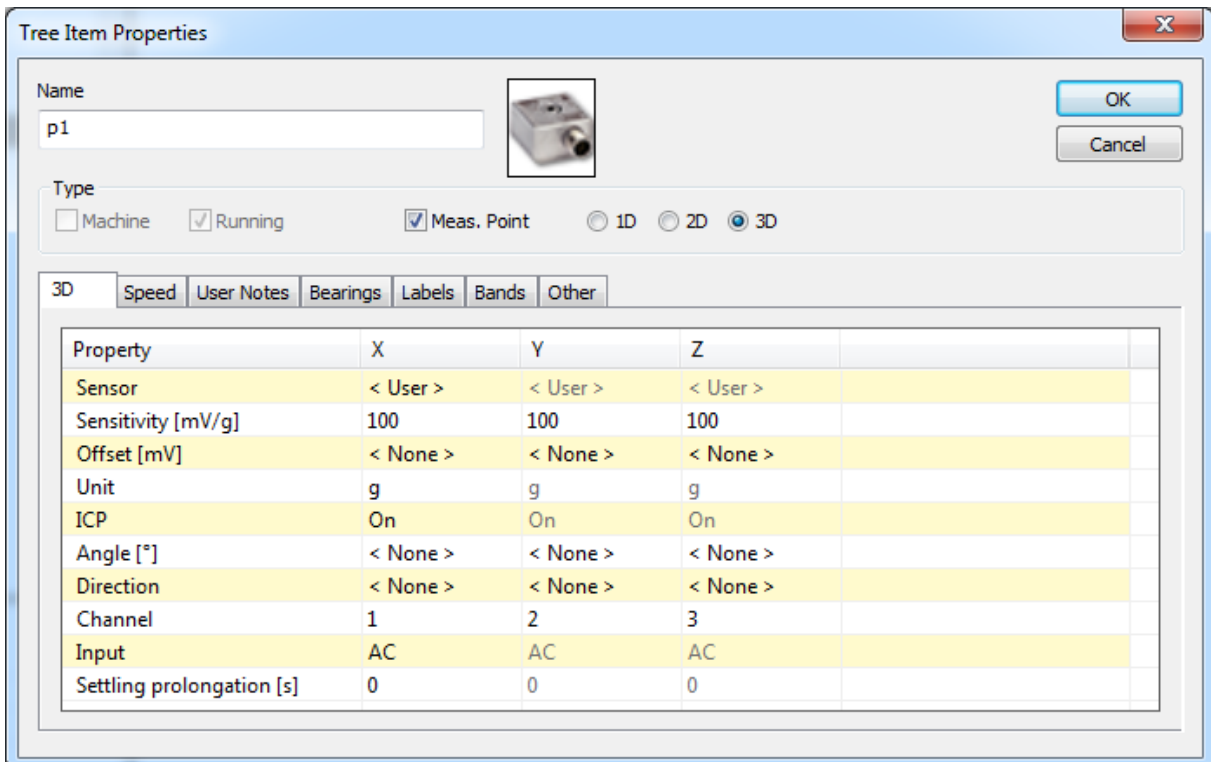 Tree Item Properties
Name
OK
p1
Cancel
Type
Machine Running Meas. Point 1D 2D 3D
3D Speed User Notes Bearings Labels Bands Other
Property X Y Z
Sensor < User > < User > < User >
Sensitivity [mV/g] 100 100 100
Offset [mV] < None > < None > < None >
Unit g g g
ICP On On On
Angle [°] < None > < None > < None >
Direction < None > < None > < None >
Channel 1 2 3
Input AC AC AC
Settling prolongation [s] 0 0 0